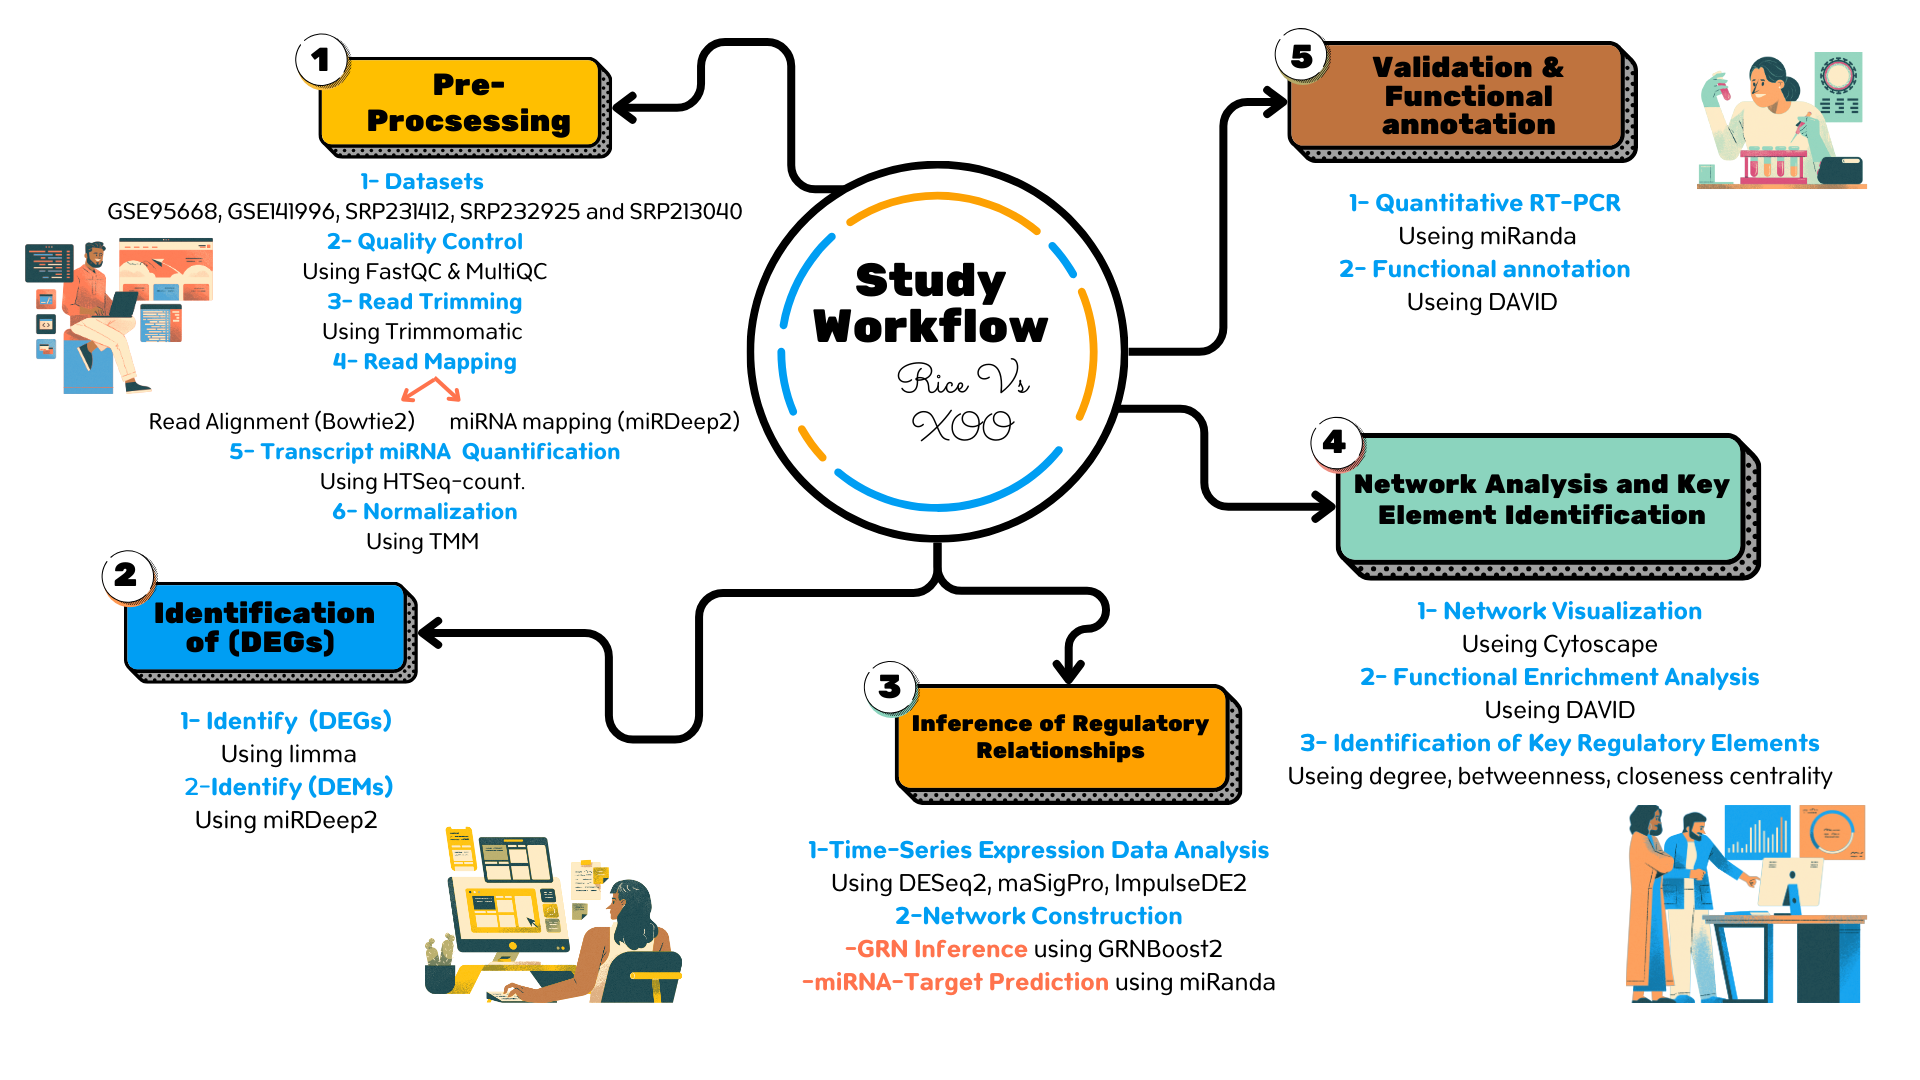 1
Pre-
Procsessing
1- Datasets
GSE95668, GSE141996, SRP231412, SRP232925 and SRP213040
2- Quality Control
Using FastQC & MultiQC
3- Read Trimming
Using Trimmomatic
4- Read Mapping
Read Alignment (Bowtie2) miRNA mapping (miRDeep2)
5- Transcript miRNA Quantification
Using HTSeq-count.
6- Normalization
Using TMM
Study
Workflow
Rice Vs
XOO
2
Identification
of (DEGs)
1- Identify (DEGs)
Using limma
2-Identify (DEMs)
Using miRDeep2
3
Inference of Regulatory
Relationships
1-Time-Series Expression Data Analysis
Using DESeq2, maSigPro, ImpulseDE2
2-Network Construction
-GRN Inference using GRNBoost2
-miRNA-Target Prediction using miRanda
4
Network Analysis and Key
Element Identification
1- Network Visualization
Useing Cytoscape
2- Functional Enrichment Analysis
Useing DAVID
3- Identification of Key Regulatory Elements
Useing degree, betweenness, closeness centrality
5
Validation &
Functional
annotation
1- Quantitative RT-PCR
Useing miRanda
2- Functional annotation
Useing DAVID